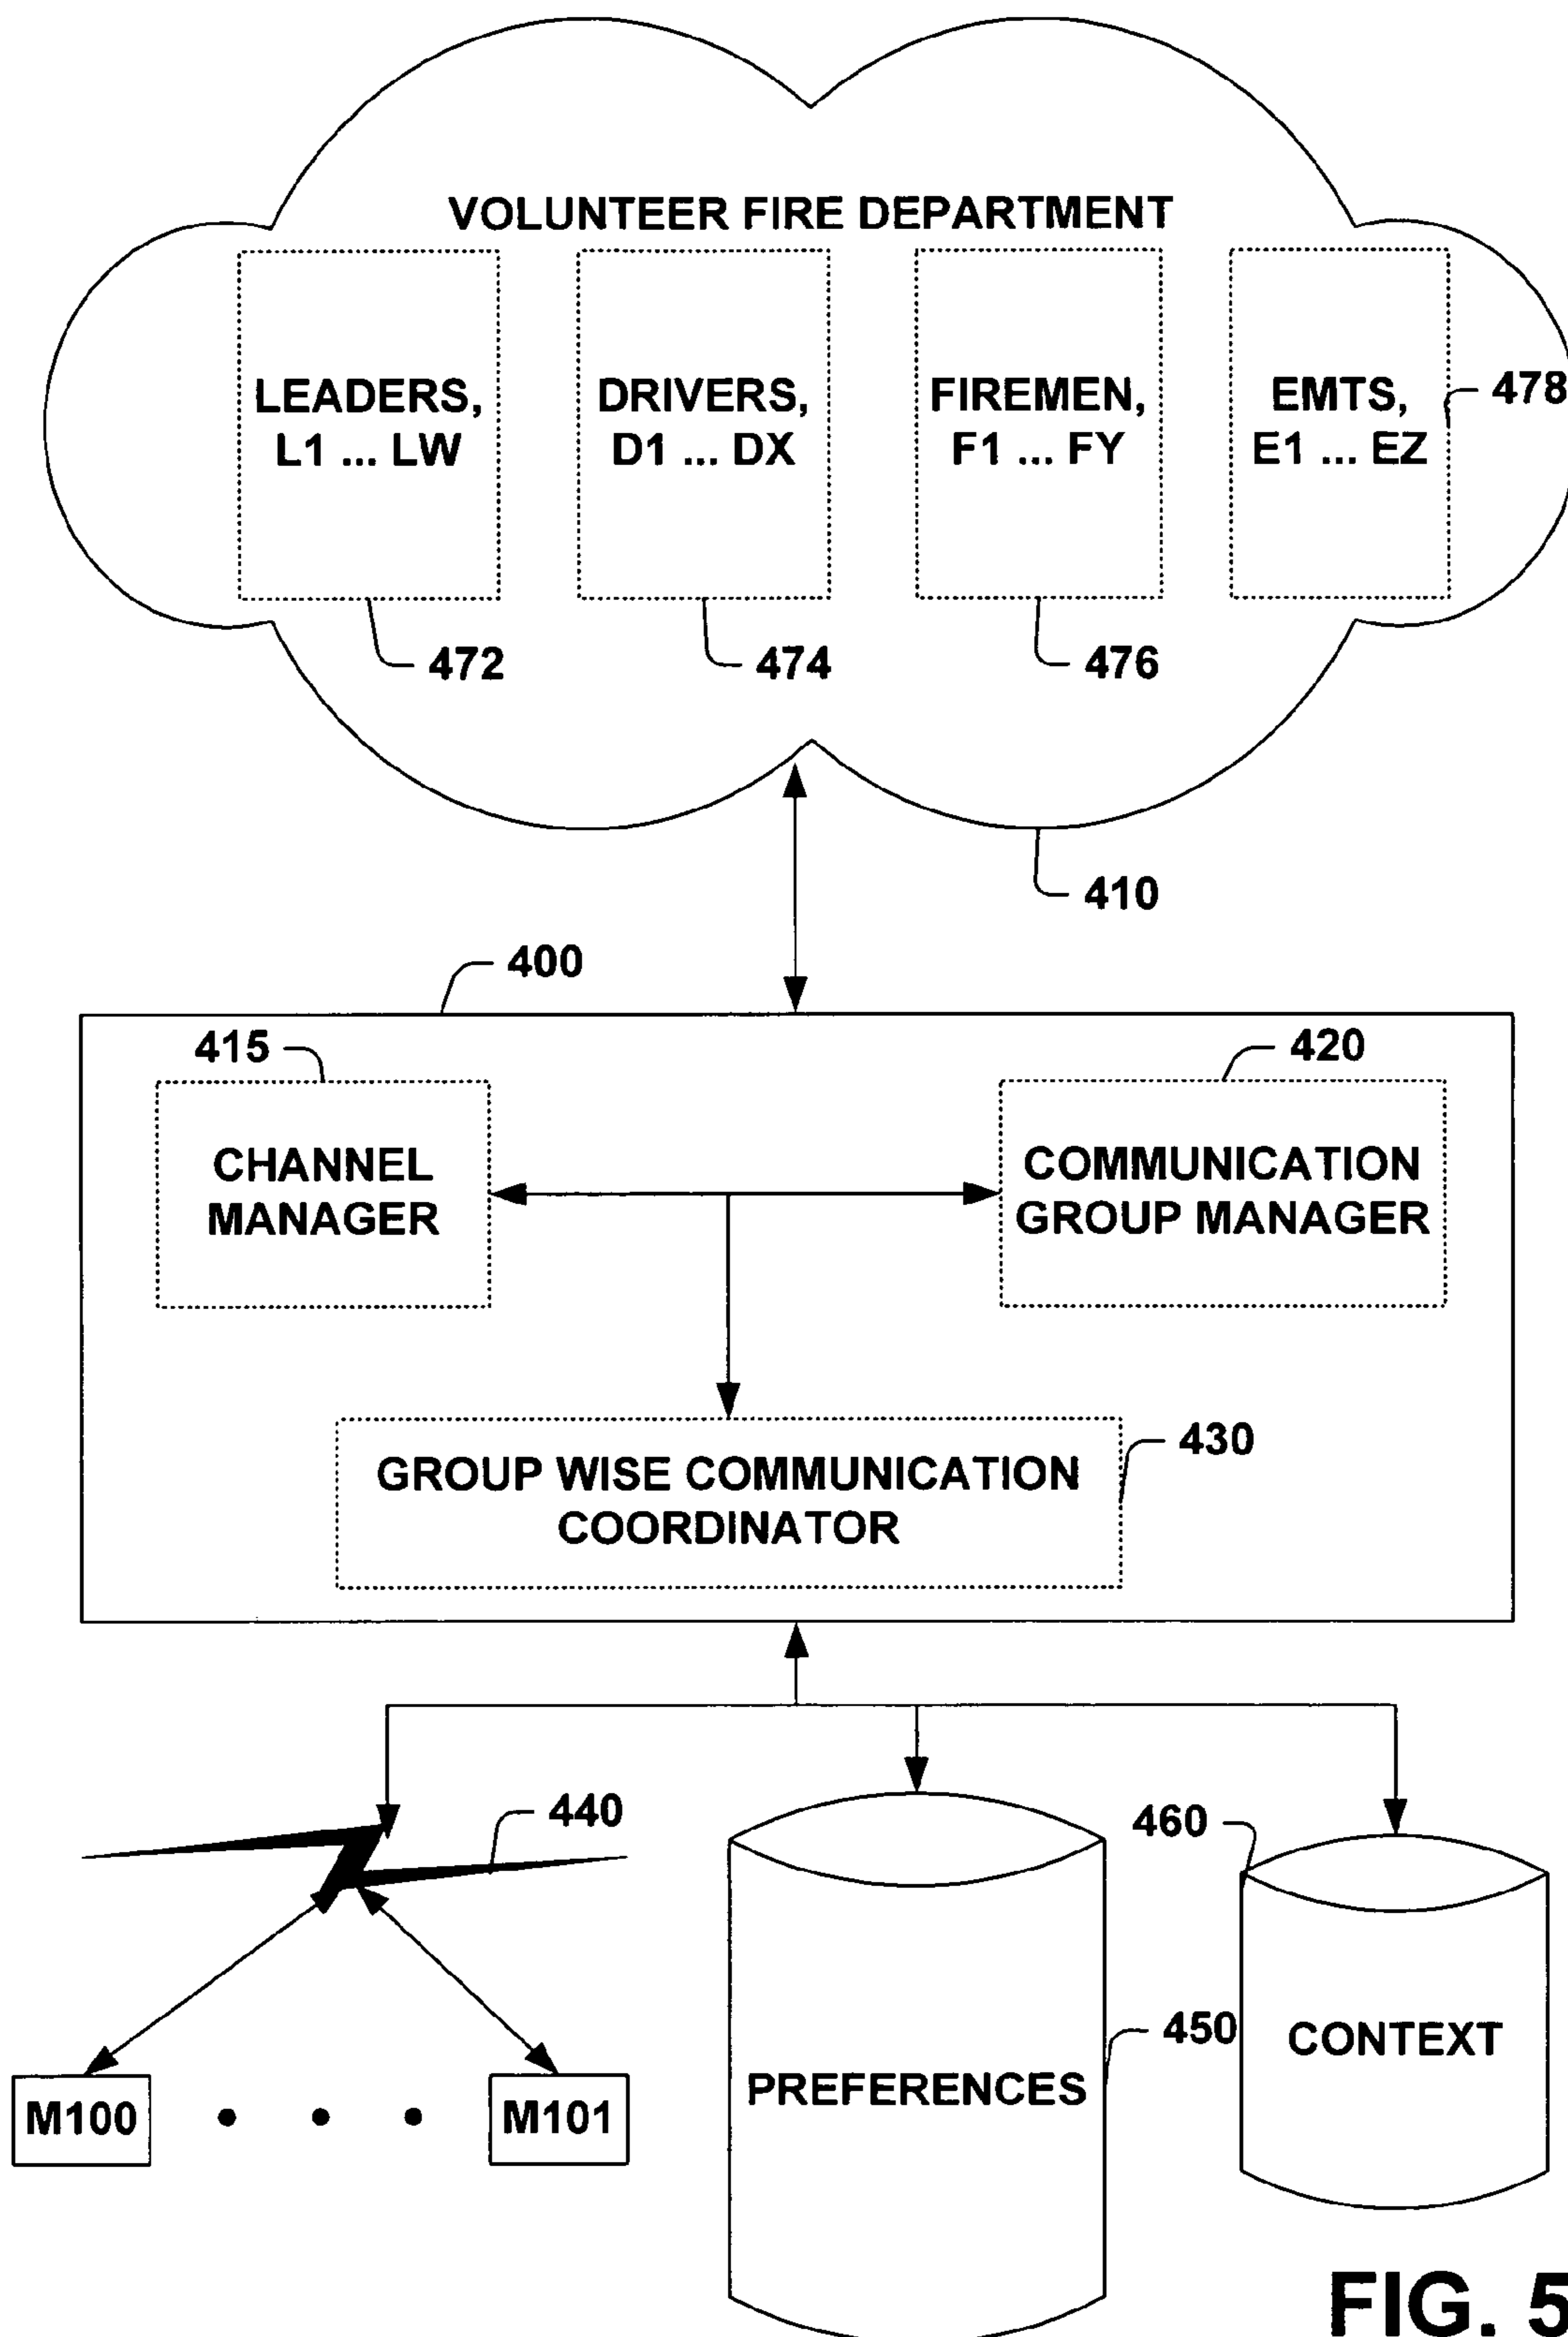 VOLUNTEER FIRE DEPARTMENT
LEADERS,
L1 ... LW
DRIVERS,
D1 ... DX
FIREMEN,
F1 ... FY
EMTS,
E1 ... EZ
478
472
474
476
410
400
415
420
CHANNEL
MANAGER
COMMUNICATION
GROUP MANAGER
430
GROUP WISE COMMUNICATION
COORDINATOR
440
460
450
PREFERENCES
CONTEXT
M100
M101
FIG. 5